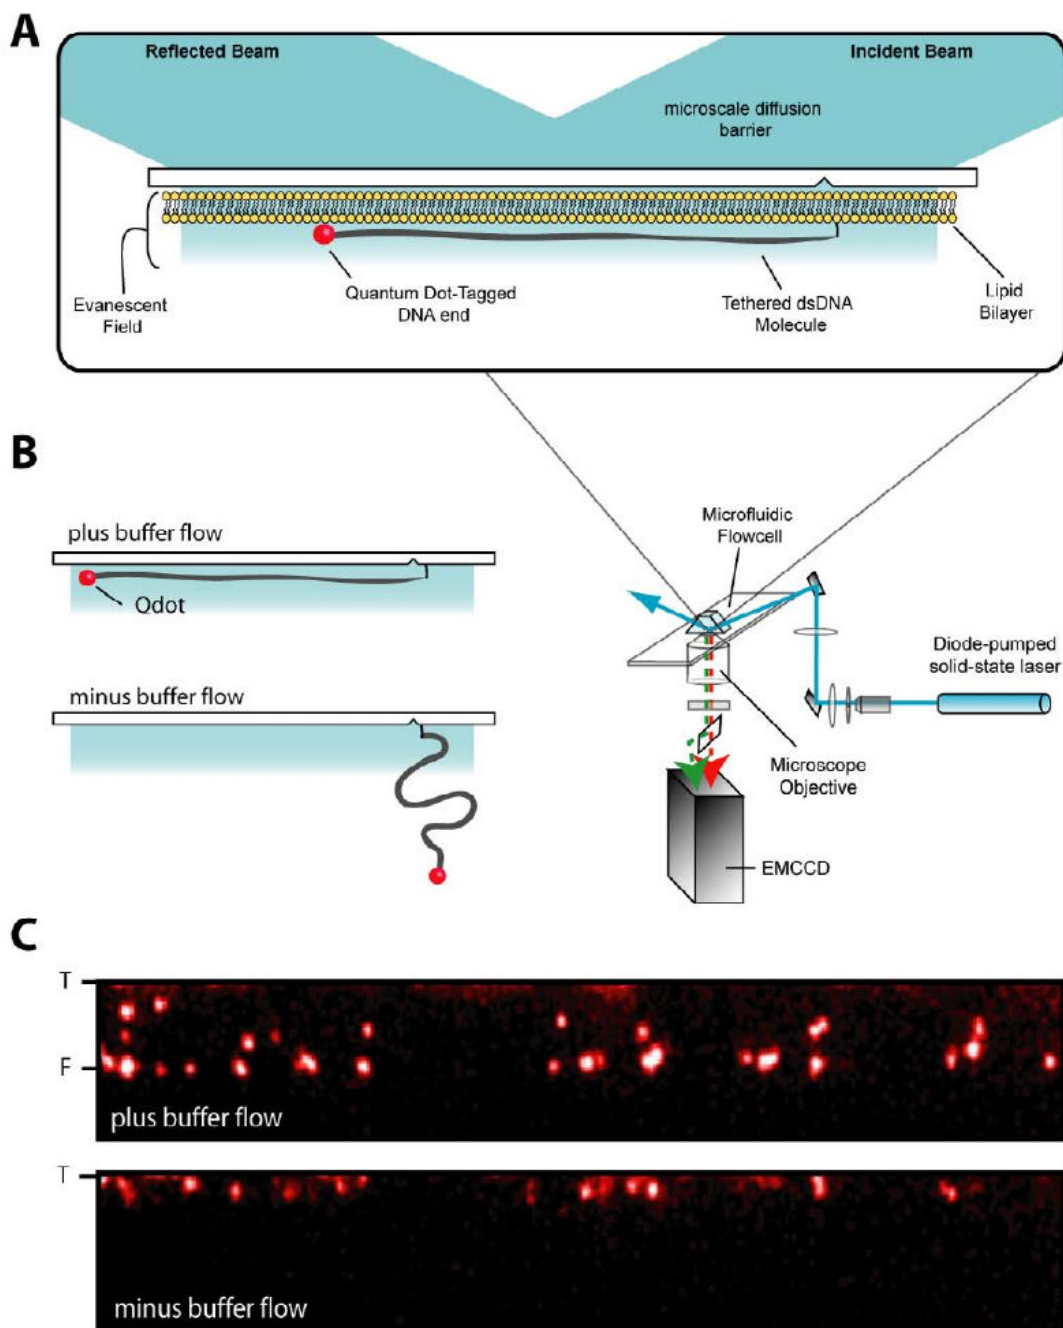 A
Reflected Beam
Incident Beam
microscale diffusion
barrier
Evanescent
Field
Quantum Dot-Tagged
DNA end
Tethered dsDNA
Molecule
Lipid
Bilayer
B
plus buffer flow
Qdot
minus buffer flow
Microfluidic
Flowcell
Diode-pumped
solid-state laser
Microscope
Objective
EMCCD
C
T
F
plus buffer flow
T
minus buffer flow